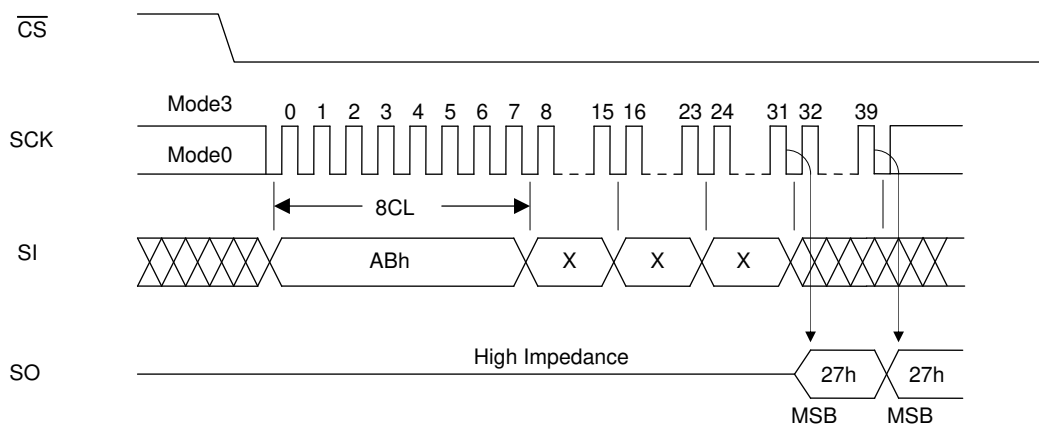 CS
Mode3
0 1 2 3 4 5 6 7 8 15 16 23 24 31 32 39
SCK
Mode0
8CL
SI
ABh X X X
High Impedance
SO
27h 27h
MSB MSB